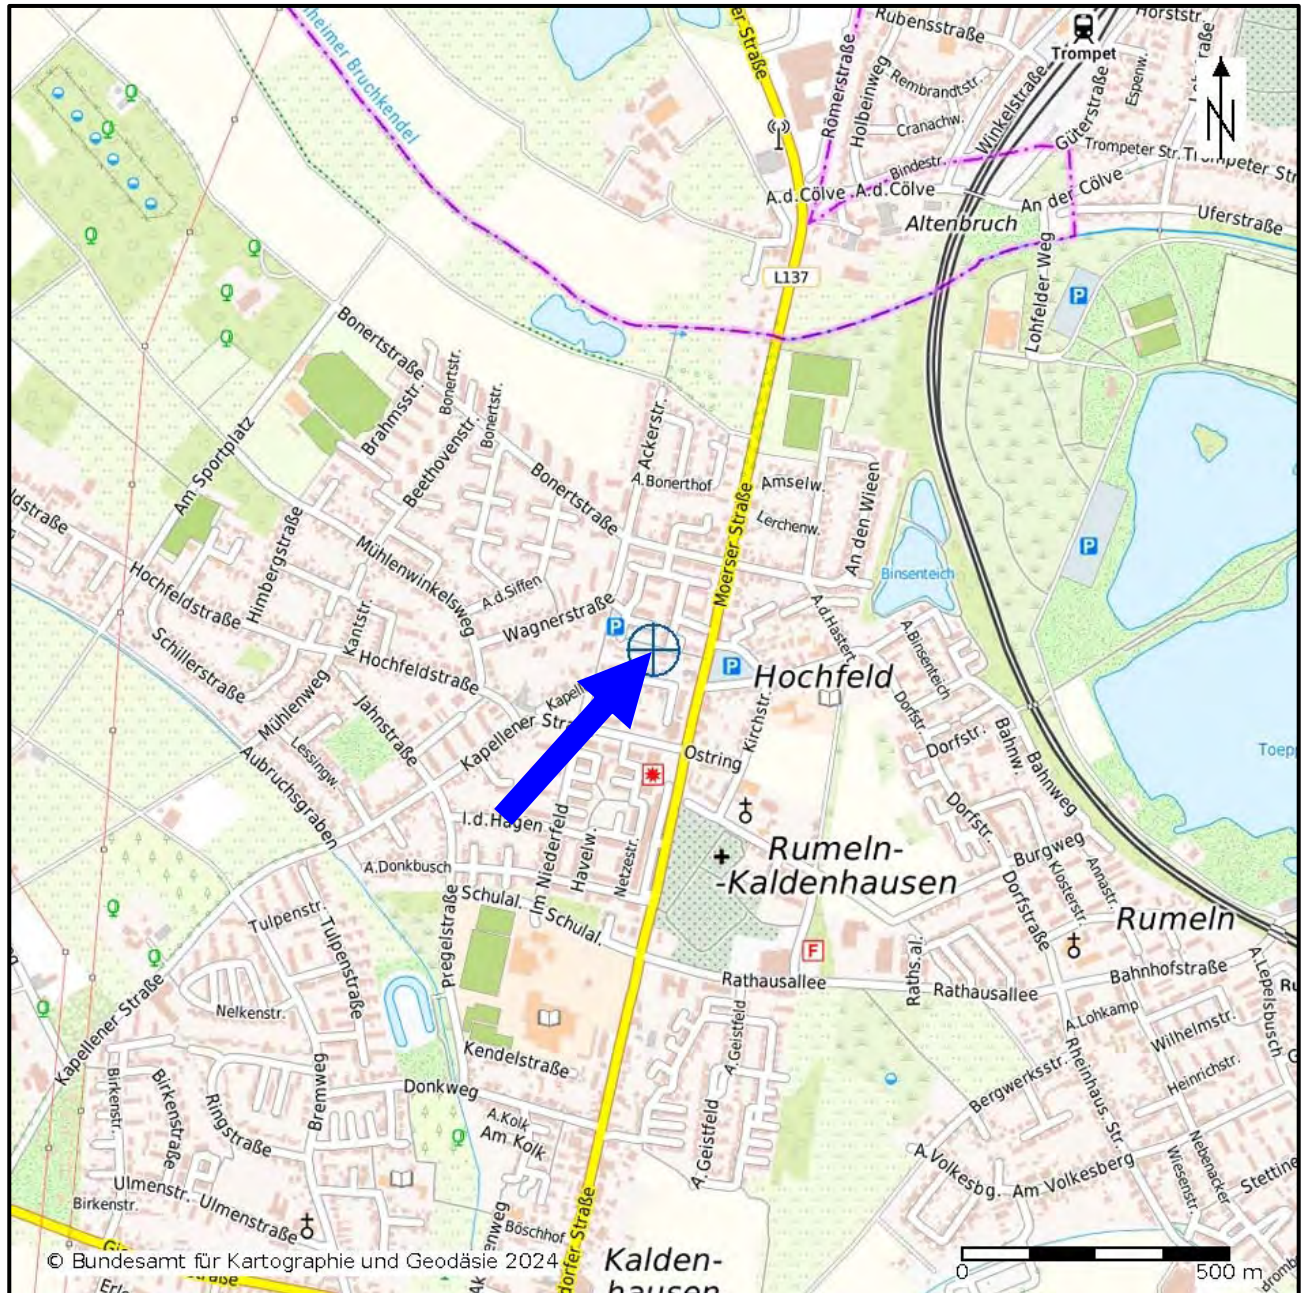 Rubensstraße
Horststr.
Trompet
Rembrandtstr.
Espenw.
Cranachw.
Holbeinweg
Römerstraße
Winkelstraße
Güterstraße
Trompeter Str.
Trompeter Str
N
Bindestr.
A.d.Cölve
A.d.Cölve
An der Cölve
Altenbruch
Uferstraße
L137
Lohfelder Weg
P
Bonertstraße
Bonertstr.
Bonertstr.
Brahmsstr.
Beethovenstr.
Ackerstr.
Am Sportplatz
A.Bonerthof
Amselw.
Lerchenw.
An den Wieen
Bonertstraße
Moerser Straße
Himbergstraße
Mühlenwinkelsweg
Hochfeldstraße
A.d.Siffen
Wagnerstraße
Binsenteich
P
P
P
Kantstr.
Schillerstraße
Hochfeldstraße
A.d.Hastert
A.Binsenteich
Hochfeld
Mühlenweg
Jahnstraße
Kirchstr.
Dorfstr.
Dorfstr.
Lessingw.
Kapellener
Ostring
Bahnw.
Bahnweg
Aubruchsgraben
I.d.Hagen
Im Niederfeld
Havelw.
Netzestr.
Dorfstr.
Burgweg
Rumeln-
-Kaldenhausen
A.Donkbusch
Schulal.
Schulal.
Klosterstr.
Annastr.
Dorfstraße
Rumeln
Tulpenstr.
Tulpenstraße
Pregelstraße
F
Raths.al.
Rathausallee
Rathausallee
Bahnhofstraße
A.Lepelsbusch
Kapellener Straße
Nelkenstr.
A.Geistfeld
A.Lohkamp
Wilhelmstr.
Kendelstraße
Bergwerksstr.
Rheinhaus. Str.
Heinrichstr.
Birkenstr
Birkenstraße
Ringstraße
Bremweg
Donkweg
A.Kolk
Am Kolk
A.Geistfeld
A.Volkesbg.
Am Volkesberg
Nebenacker
Wiesenstr.
Ulmenstr.
Ulmenstraße
Birkenstr.
Böschhof
© Bundesamt für Kartographie und Geodäsie 2024
Kalden-
hausen
0
500 m